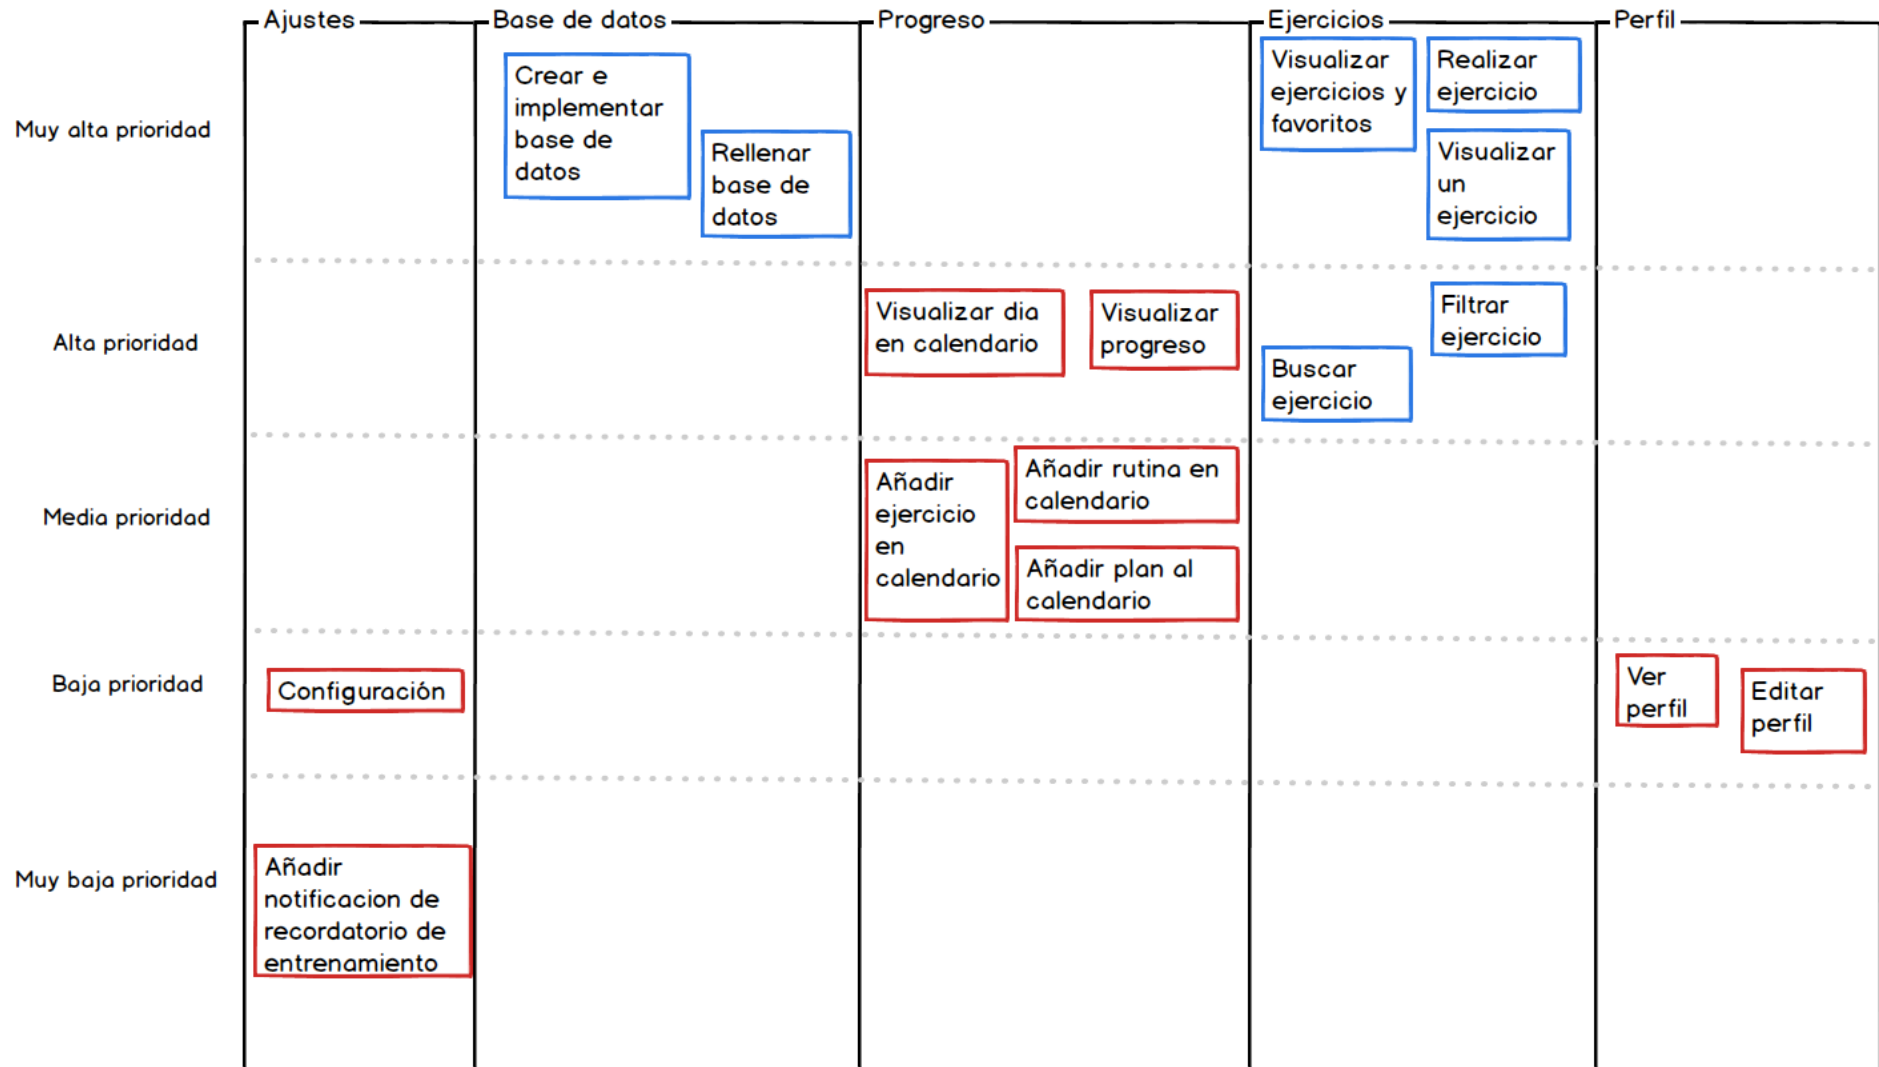 Ajustes
Base de datos
Progreso
Ejercicios
Perfil
Muy alta prioridad
Crear e
implementar
base de
datos
Rellenar
base de
datos
Visualizar
ejercicios y
favoritos
Realizar
ejercicio
Visualizar
un
ejercicio
Alta prioridad
Visualizar dia
en calendario
Visualizar
progreso
Filtrar
ejercicio
Buscar
ejercicio
Media prioridad
Añadir
ejercicio
en
calendario
Añadir rutina en
calendario
Añadir plan al
calendario
Baja prioridad
Configuración
Ver
perfil
Editar
perfil
Muy baja prioridad
Añadir
notificacion de
recordatorio de
entrenamiento